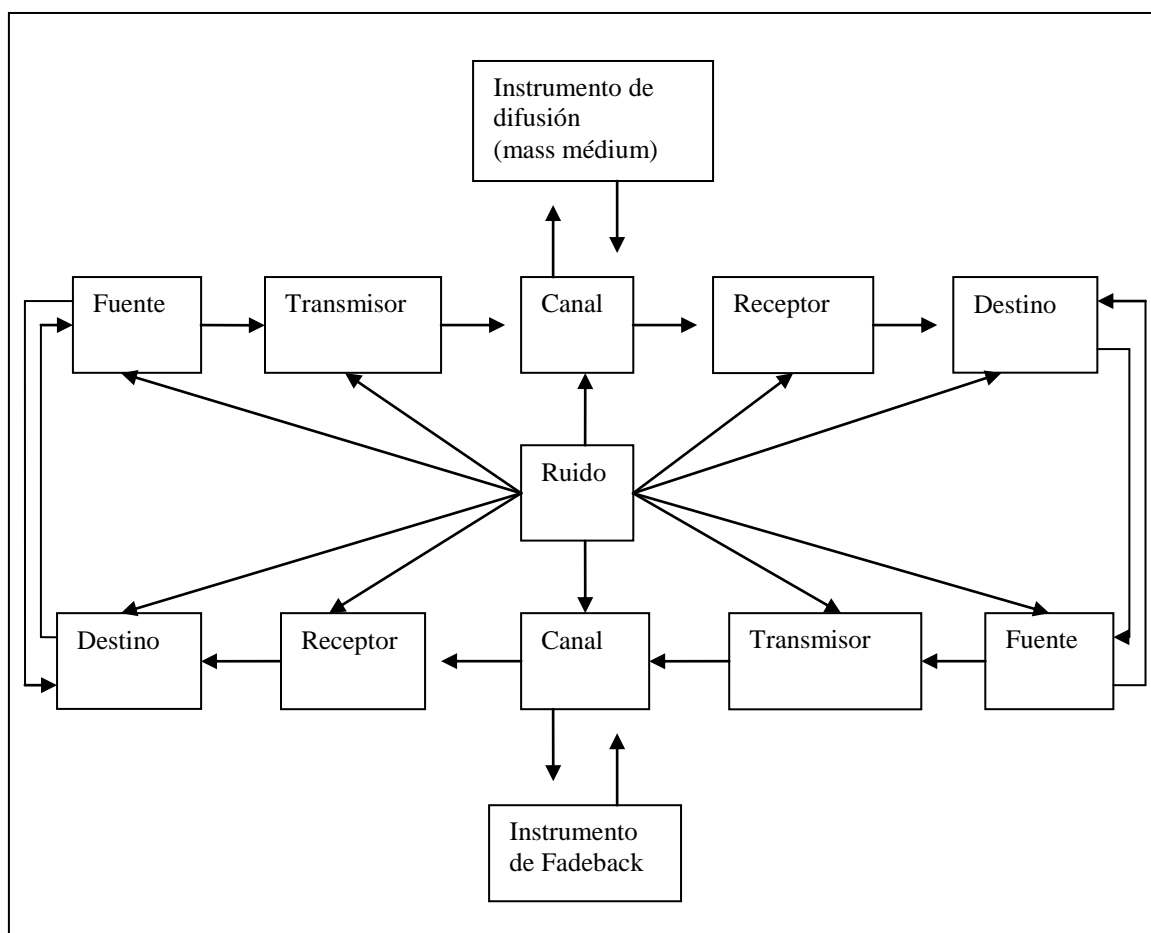 Instrumento de
difusión
(mass médium)
Fuente
Transmisor
Canal
Receptor
Destino
Ruido
Destino
Receptor
Canal
Transmisor
Fuente
Instrumento
de Fadeback